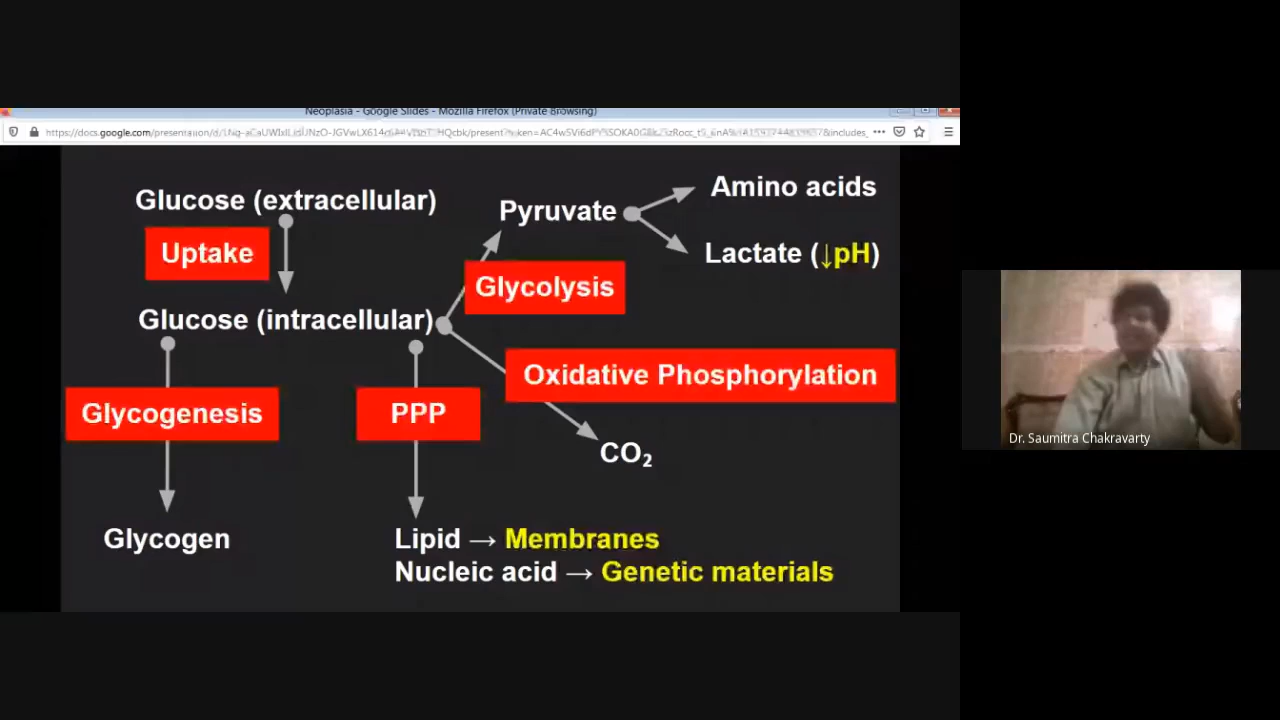 Neoplasia - Google Slides - Mozilla Firefox (Private Browsing)
Glucose (extracellular)
Uptake
Glucose (intracellular)
Pyruvate
Amino acids
Lactate (↓pH)
Glycolysis
Oxidative Phosphorylation
CO₂
Glycogenesis
PPP
Glycogen
Lipid → Membranes
Nucleic acid → Genetic materials
Dr. Saumitra Chakravarty